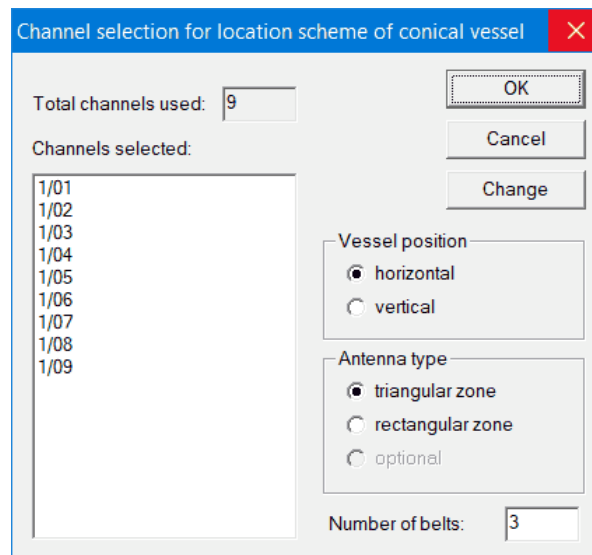 Channel selection for location scheme of conical vessel
Total channels used: 9
OK
Cancel
Change
Channels selected:
1/01
1/02
1/03
1/04
1/05
1/06
1/07
1/08
1/09
Vessel position
horizontal
vertical
Antenna type
triangular zone
rectangular zone
optional
Number of belts: 3